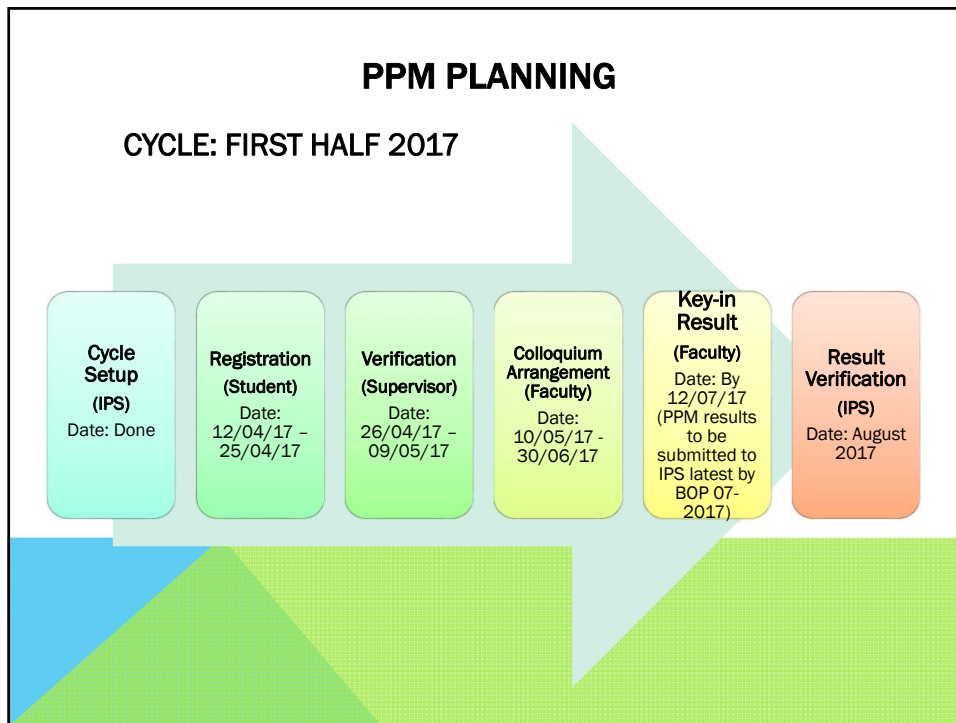 PPM PLANNING
CYCLE: FIRST HALF 2017
Cycle
Setup
(IPS)
Date: Done
Registration
(Student)
Date:
12/04/17 –
25/04/17
Verification
(Supervisor)
Date:
26/04/17 –
09/05/17
Colloquium
Arrangement
(Faculty)
Date:
10/05/17 -
30/06/17
Key-in
Result
(Faculty)
Date: By
12/07/17
(PPM results
to be
submitted to
IPS latest by
BOP 07-
2017)
Result
Verification
(IPS)
Date: August
2017